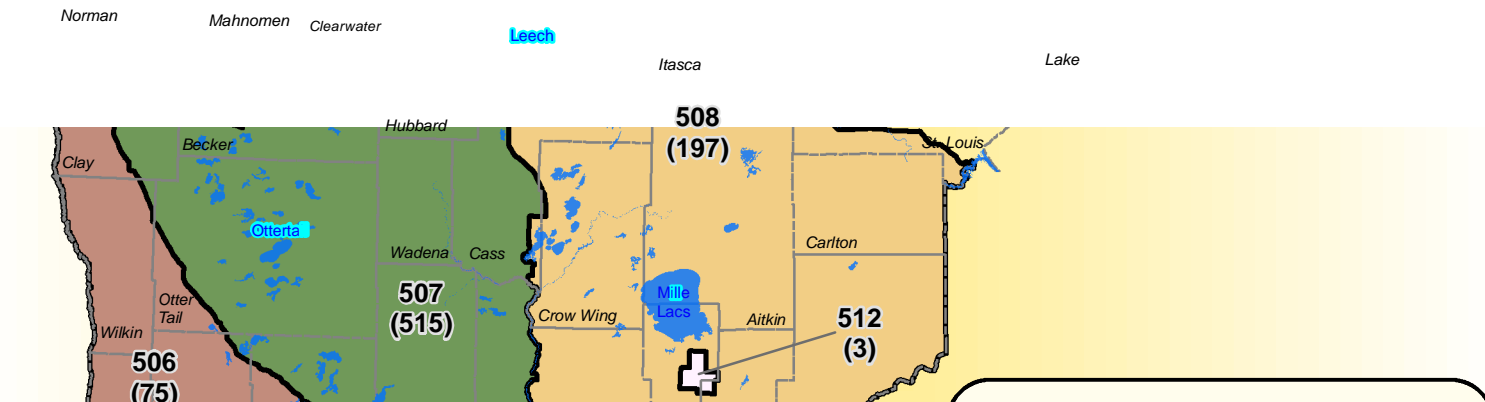 Norman
Mahnomen
Clearwater
Leech
Itasca
Lake
508
(197)
Hubbard
Becker
St. Louis
Clay
Otterta
Carlton
Wadena
Cass
507
(515)
Mille
Lacs
Otter
Tail
Crow Wing
Aitkin
512
(3)
Wilkin
506
(75)